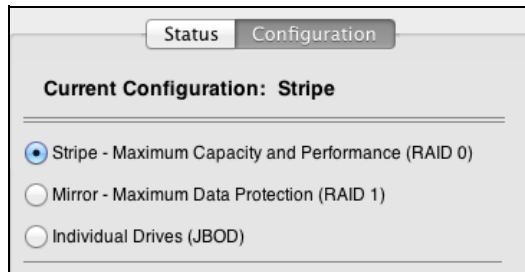 Status Configuration
Current Configuration: Stripe
Stripe - Maximum Capacity and Performance (RAID 0)
Mirror - Maximum Data Protection (RAID 1)
Individual Drives (JBOD)